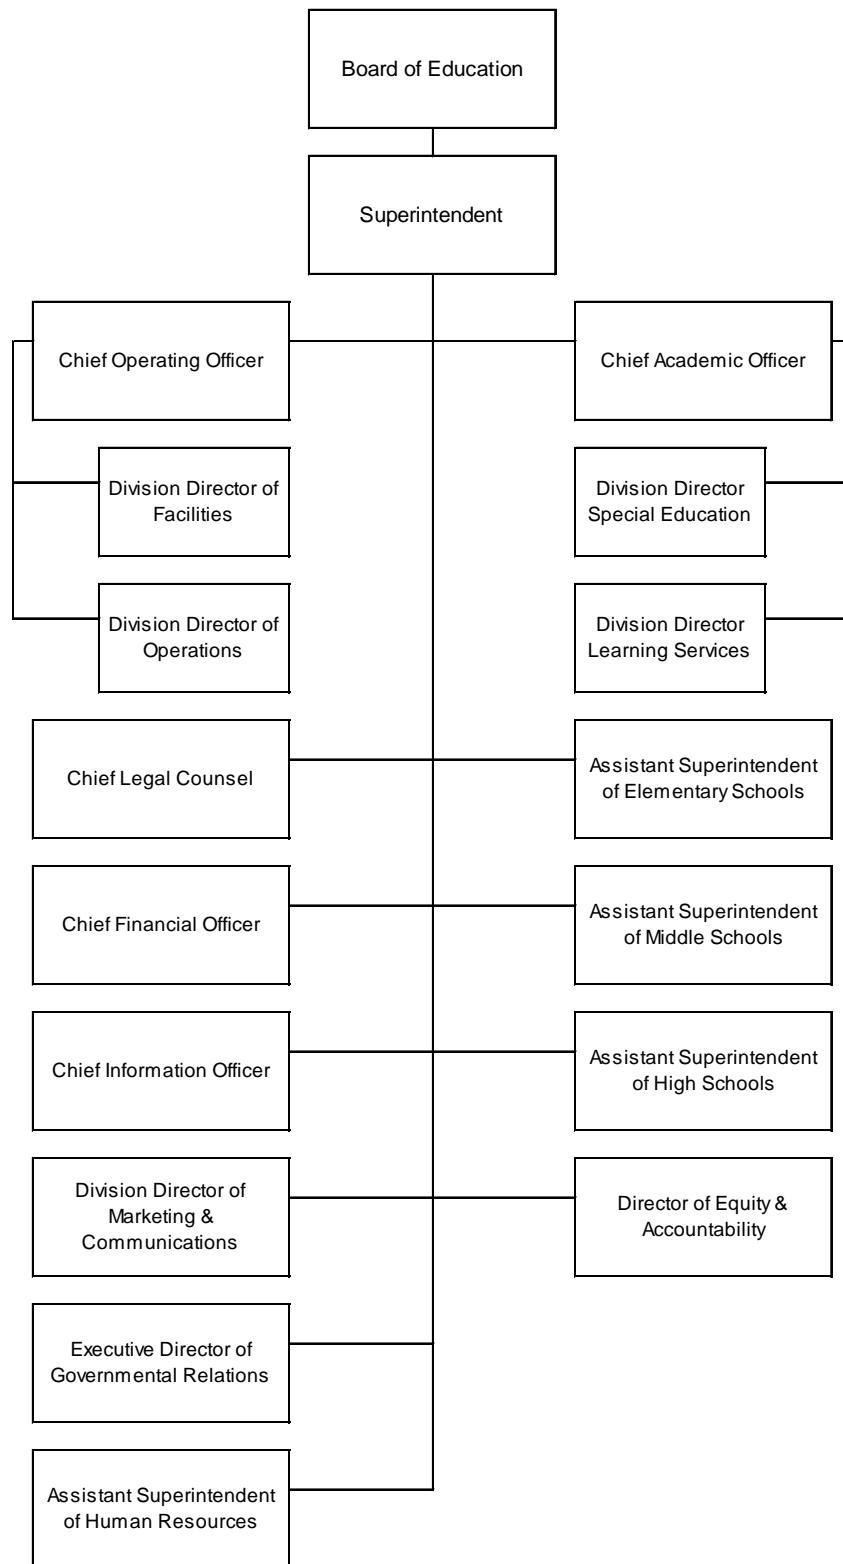 Board of Education
Superintendent
Chief Operating Officer
Chief Academic Officer
Division Director of
Facilities
Division Director
Special Education
Division Director of
Operations
Division Director
Learning Services
Chief Legal Counsel
Assistant Superintendent
of Elementary Schools
Chief Financial Officer
Assistant Superintendent
of Middle Schools
Chief Information Officer
Assistant Superintendent
of High Schools
Division Director of
Marketing &
Communications
Director of Equity &
Accountability
Executive Director of
Governmental Relations
Assistant Superintendent
of Human Resources